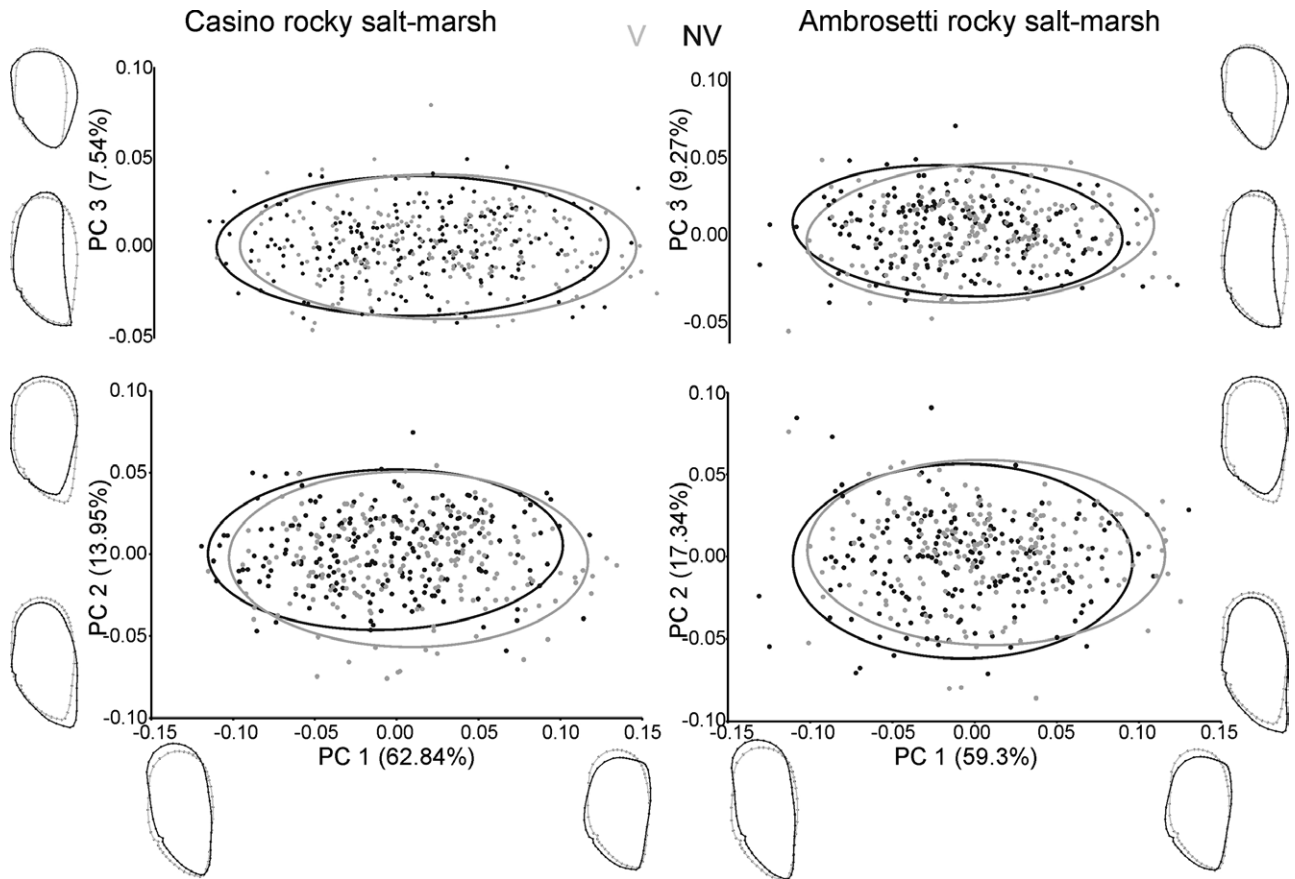 Casino rocky salt-marsh
V NV
Ambrosetti rocky salt-marsh
0.10
0.05
0.00
-0.05
PC 3 (7.54%)
0.10
0.05
0.00
-0.05
PC 3 (9.27%)
0.10
0.05
0.00
-0.05
-0.10
PC 2 (13.95%)
-0.15 -0.10 -0.05 0.00 0.05 0.10 0.15
PC 1 (62.84%)
0.10
0.05
0.00
-0.05
-0.10
PC 2 (17.34%)
-0.15 -0.10 -0.05 0.00 0.05 0.10 0.15
PC 1 (59.3%)